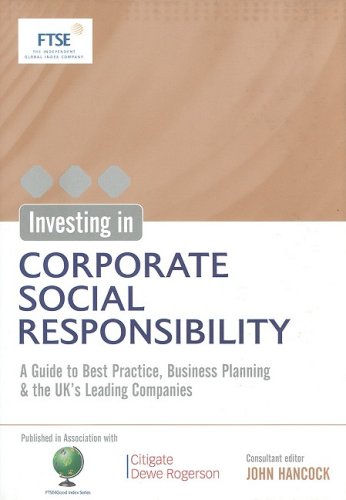 FTSE
THE INDEPENDENT
GLOBAL INDEX COMPANY
Investing in
CORPORATE
SOCIAL
RESPONSIBILITY
A Guide to Best Practice, Business Planning
& the UK's Leading Companies
Published in Association with
FTSE4Good Index Series
Citigate
Dewe Rogerson
Consultant editor
JOHN HANCOCK